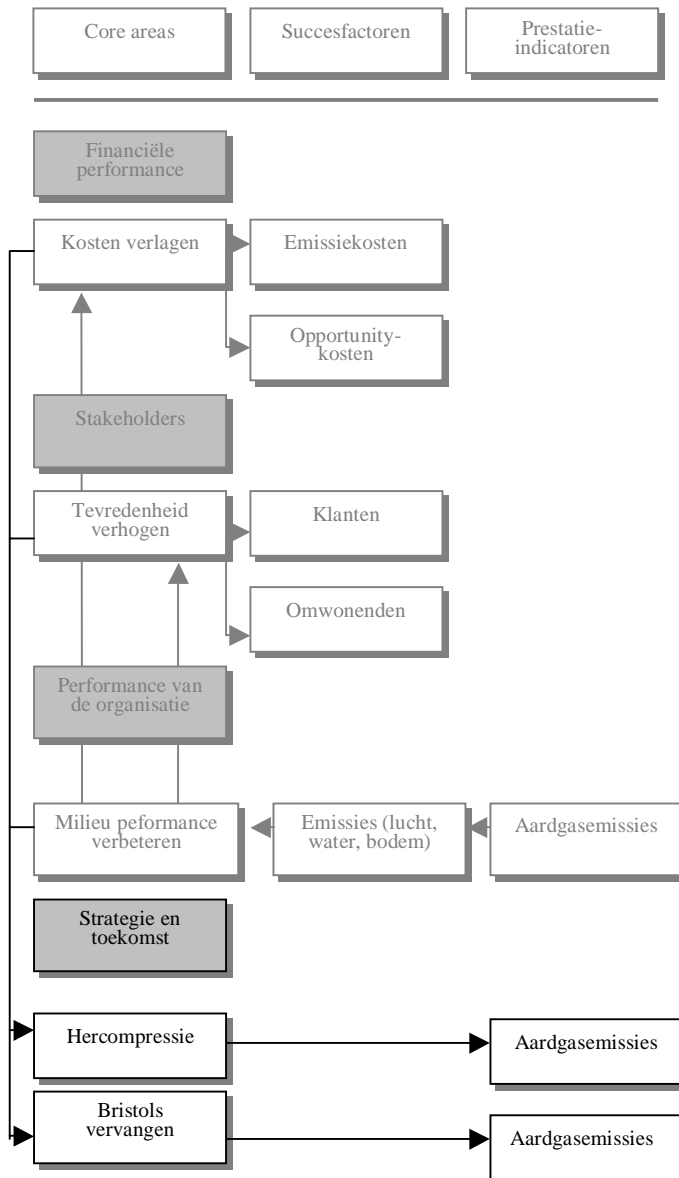 Core areas
Succesfactoren
Prestatie-
indicatoren
Financiële
performance
Kosten verlagen
Emissiekosten
Opportunity-
kosten
Stakeholders
Tevredenheid
verhogen
Klanten
Omwonenden
Performance van
de organisatie
Milieu peformance
verbeteren
Emissies (lucht,
water, bodem)
Aardgasemissies
Strategie en
toekomst
Hercompressie
Aardgasemissies
Bristols
vervangen
Aardgasemissies